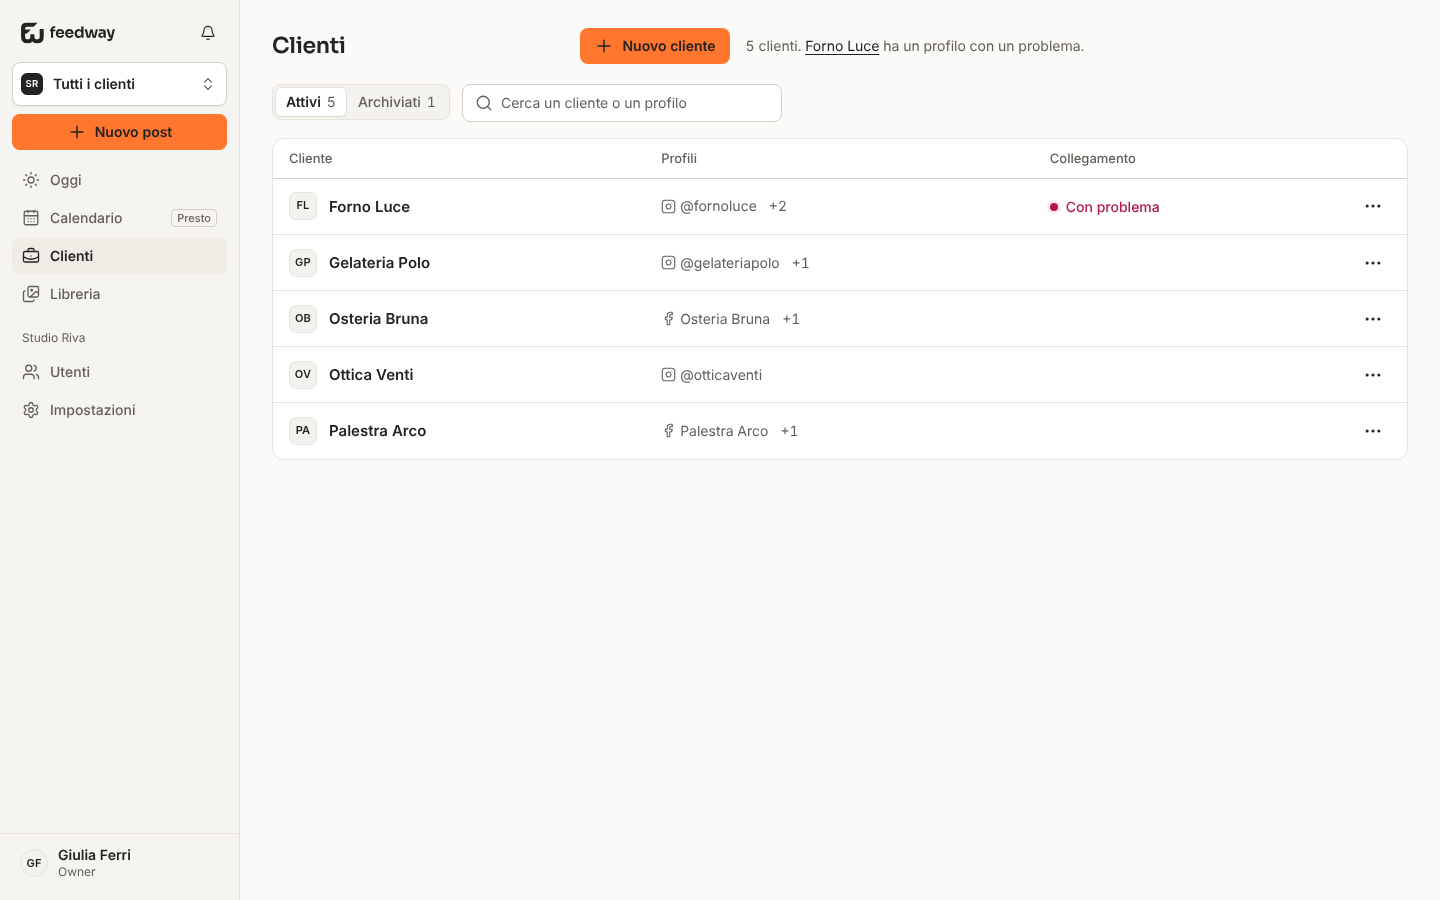 feedway
SR Tutti i clienti
Nuovo post
Oggi
Calendario Presto
Clienti
Libreria
Studio Riva
Utenti
Impostazioni
GF Giulia Ferri
Owner
Clienti
Nuovo cliente
5 clienti. Forno Luce ha un profilo con un problema.
Attivi 5 Archiviati 1
Cerca un cliente o un profilo
Cliente Profili Collegamento
FL Forno Luce @fornoluce +2 Con problema
GP Gelateria Polo @gelateriapolo +1
OB Osteria Bruna Osteria Bruna +1
OV Ottica Venti @otticaventi
PA Palestra Arco Palestra Arco +1